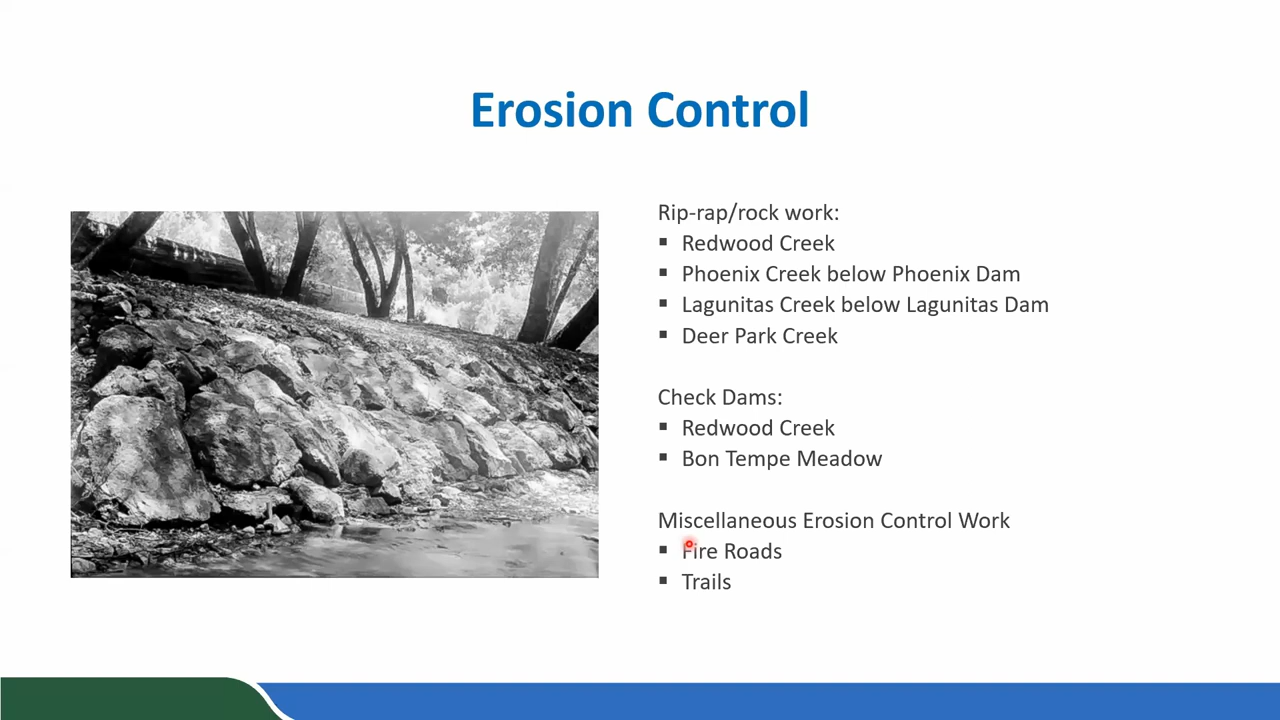 Erosion Control
Rip-rap/rock work:
▪ Redwood Creek
▪ Phoenix Creek below Phoenix Dam
▪ Lagunitas Creek below Lagunitas Dam
▪ Deer Park Creek
Check Dams:
▪ Redwood Creek
▪ Bon Tempe Meadow
Miscellaneous Erosion Control Work
▪ Fire Roads
▪ Trails